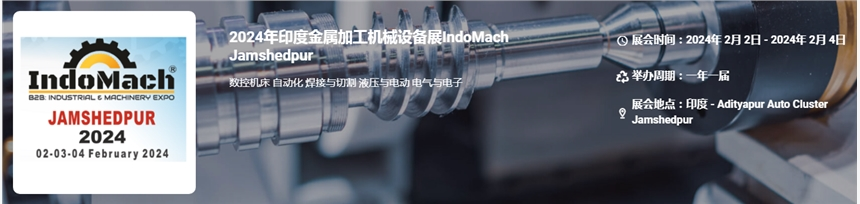 IndoMach®
B2B INDUSTRIAL & MACHINERY EXPO
JAMSHEDPUR
2024
02-03-04 February 2024
2024年印度金属加工机械设备展IndoMach
Jamshedpur
数控机床 自动化 焊接与切割 液压与电动 电气与电子
展会时间：2024年 2月 2日 - 2024年 2月 4日
举办周期：一年一届
展会地点：印度 - Adityapur Auto Cluster
Jamshedpur